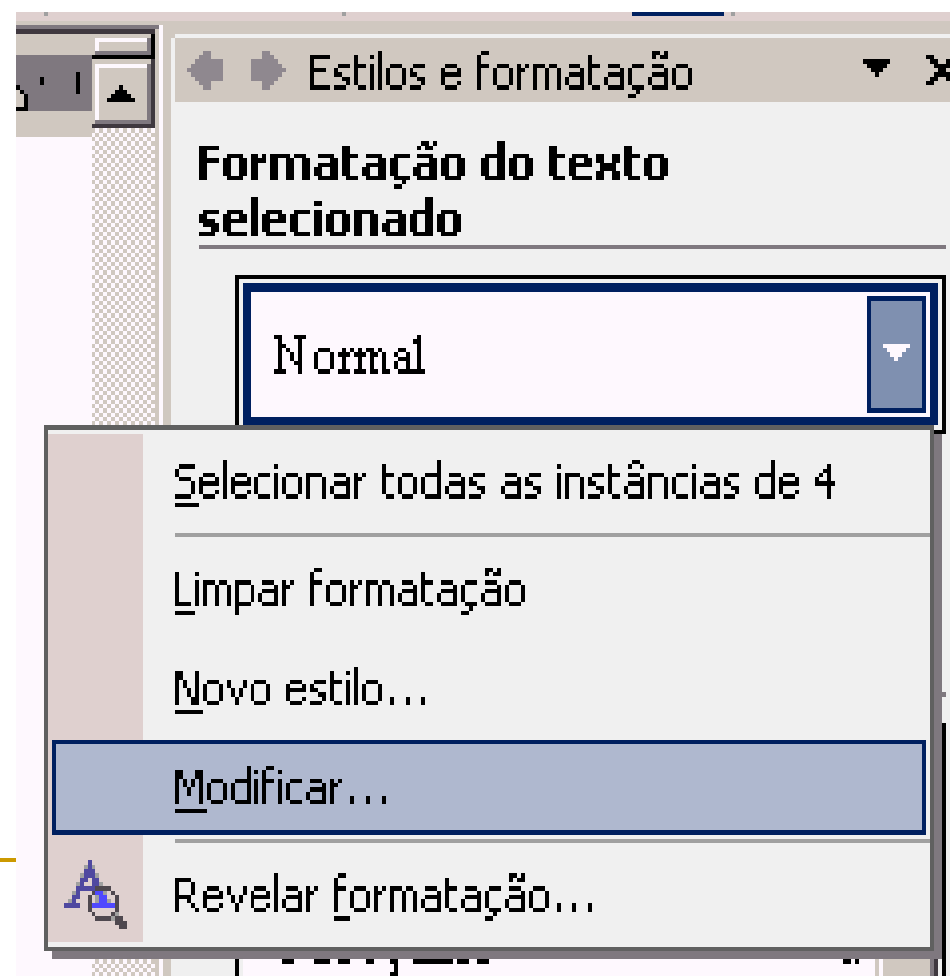 Estilos e formatação
Formatação do texto
selecionado
Normal
Selecionar todas as instâncias de 4
Limpar formatação
Novo estilo...
Modificar...
Revelar formatação...